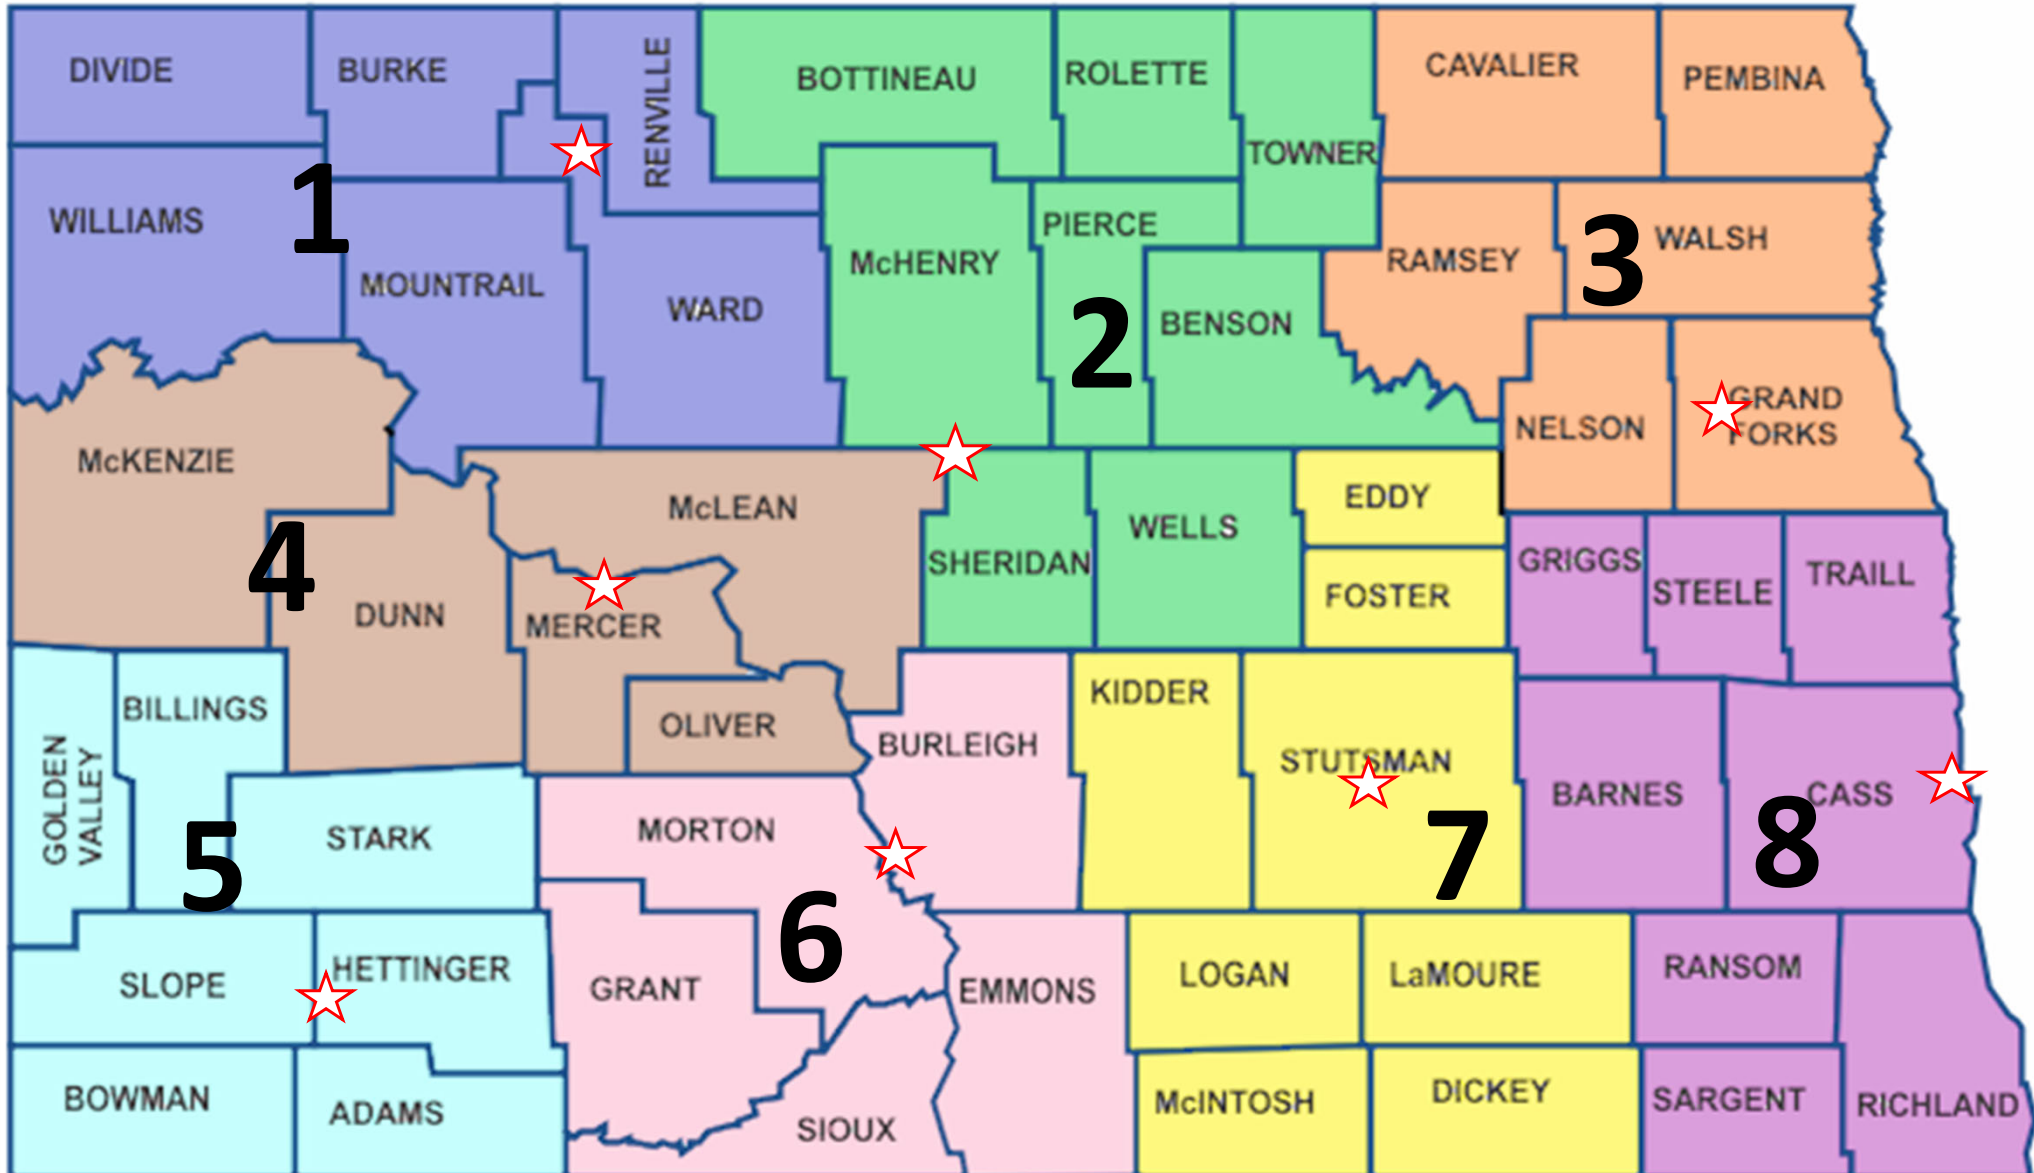 DIVIDE
BURKE
RENVILLE
BOTTINEAU
ROLETTE
TOWNER
CAVALIER
PEMBINA
WILLIAMS
1
MOUNTRAIL
WARD
McHENRY
PIERCE
2
BENSON
RAMSEY
3
WALSH
NELSON
GRAND
FORKS
McKENZIE
4
DUNN
McLEAN
MERCER
OLIVER
SHERIDAN
WELLS
EDDY
FOSTER
GRIGGS
STEELE
TRAILL
GOLDEN
VALLEY
BILLINGS
5
STARK
MORTON
BURLEIGH
KIDDER
STUTSMAN
7
BARNES
8
CASS
SLOPE
HETTINGER
GRANT
6
EMMONS
LOGAN
LaMOURE
RANSOM
BOWMAN
ADAMS
SIOUX
McINTOSH
DICKEY
SARGENT
RICHLAND